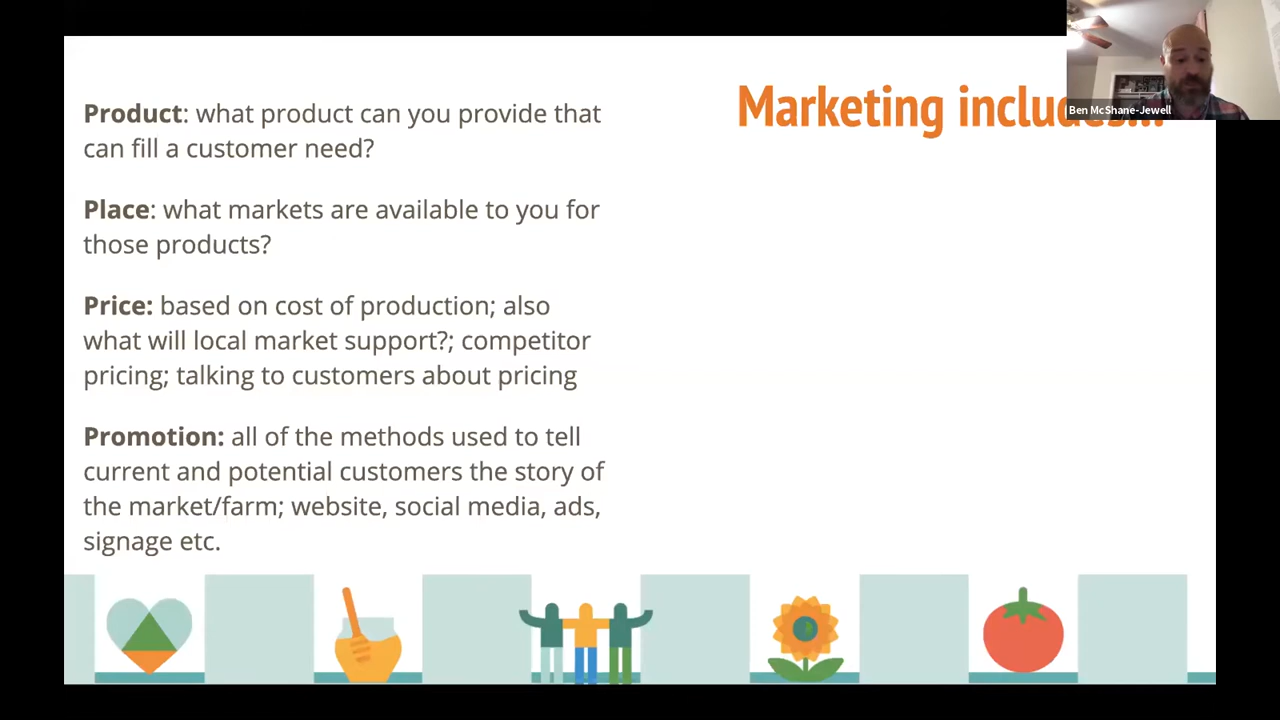 Marketing includes...
Ben McShane-Jewell
Product: what product can you provide that
can fill a customer need?
Place: what markets are available to you for
those products?
Price: based on cost of production; also
what will local market support?; competitor
pricing; talking to customers about pricing
Promotion: all of the methods used to tell
current and potential customers the story of
the market/farm; website, social media, ads,
signage etc.